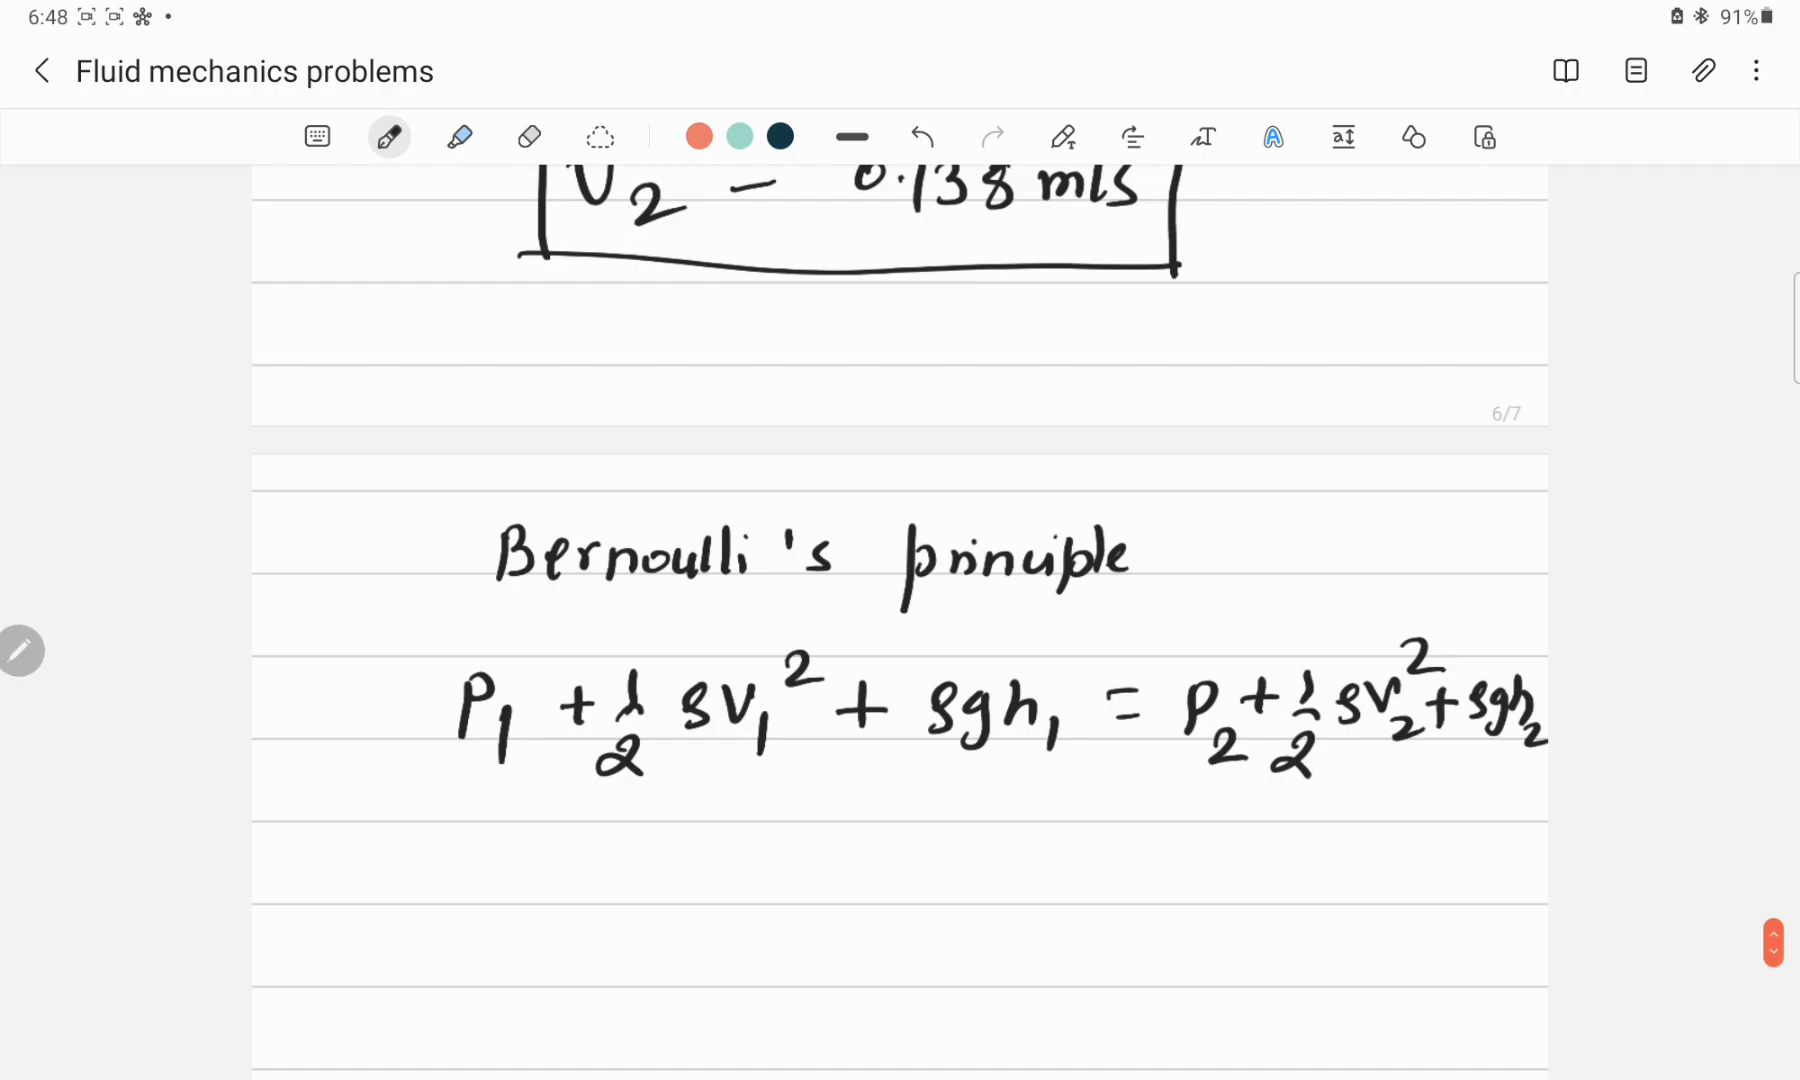 6:48 91%
Fluid mechanics problems
V2 – 0.138 m/s
6/7
Bernoulli's principle
P₁ + 1/2 ρv₁² + ρgh₁ = P₂ + 1/2 ρv₂² + ρgh₂